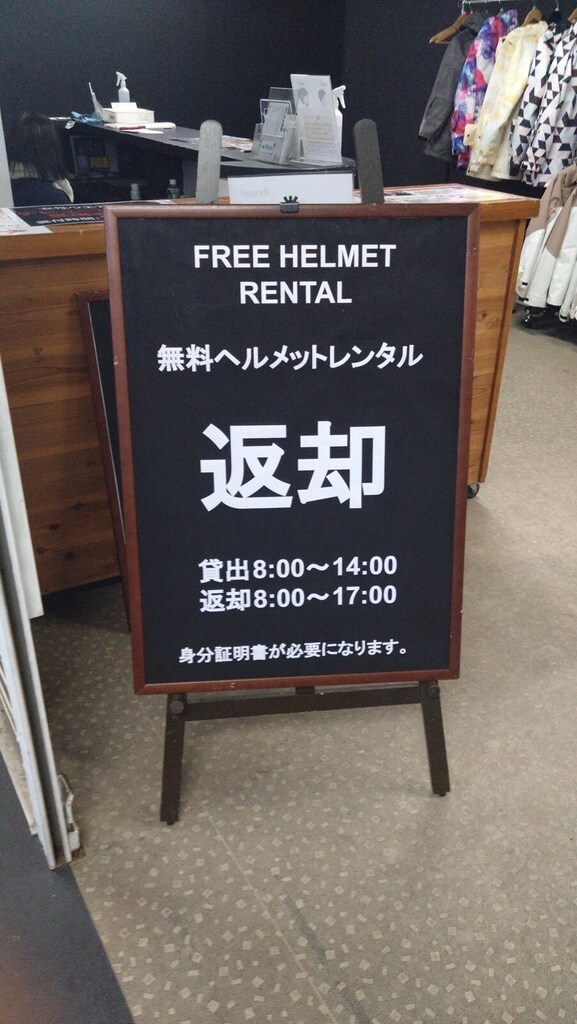 FREE HELMET
RENTAL
無料ヘルメットレンタル
返却
貸出8:00～14:00
返却8:00～17:00
身分証明書が必要になります。